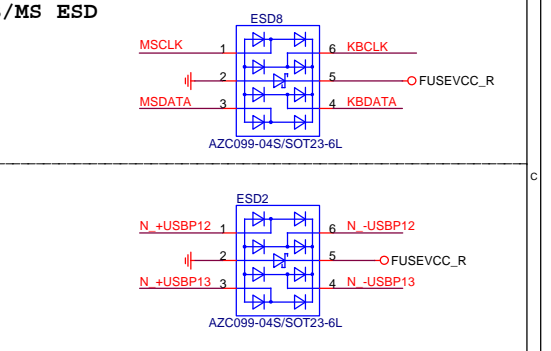 /MS ESD
ESD8
MSCLK 1 6 KBCLK
2 5 FUSEVCC_R
MSDATA 3 4 KBDATA
AZC099-04S/SOT23-6L
C
ESD2
N_+USBP12 1 6 N_-USBP12
2 5 FUSEVCC_R
N_+USBP13 3 4 N_-USBP13
AZC099-04S/SOT23-6L